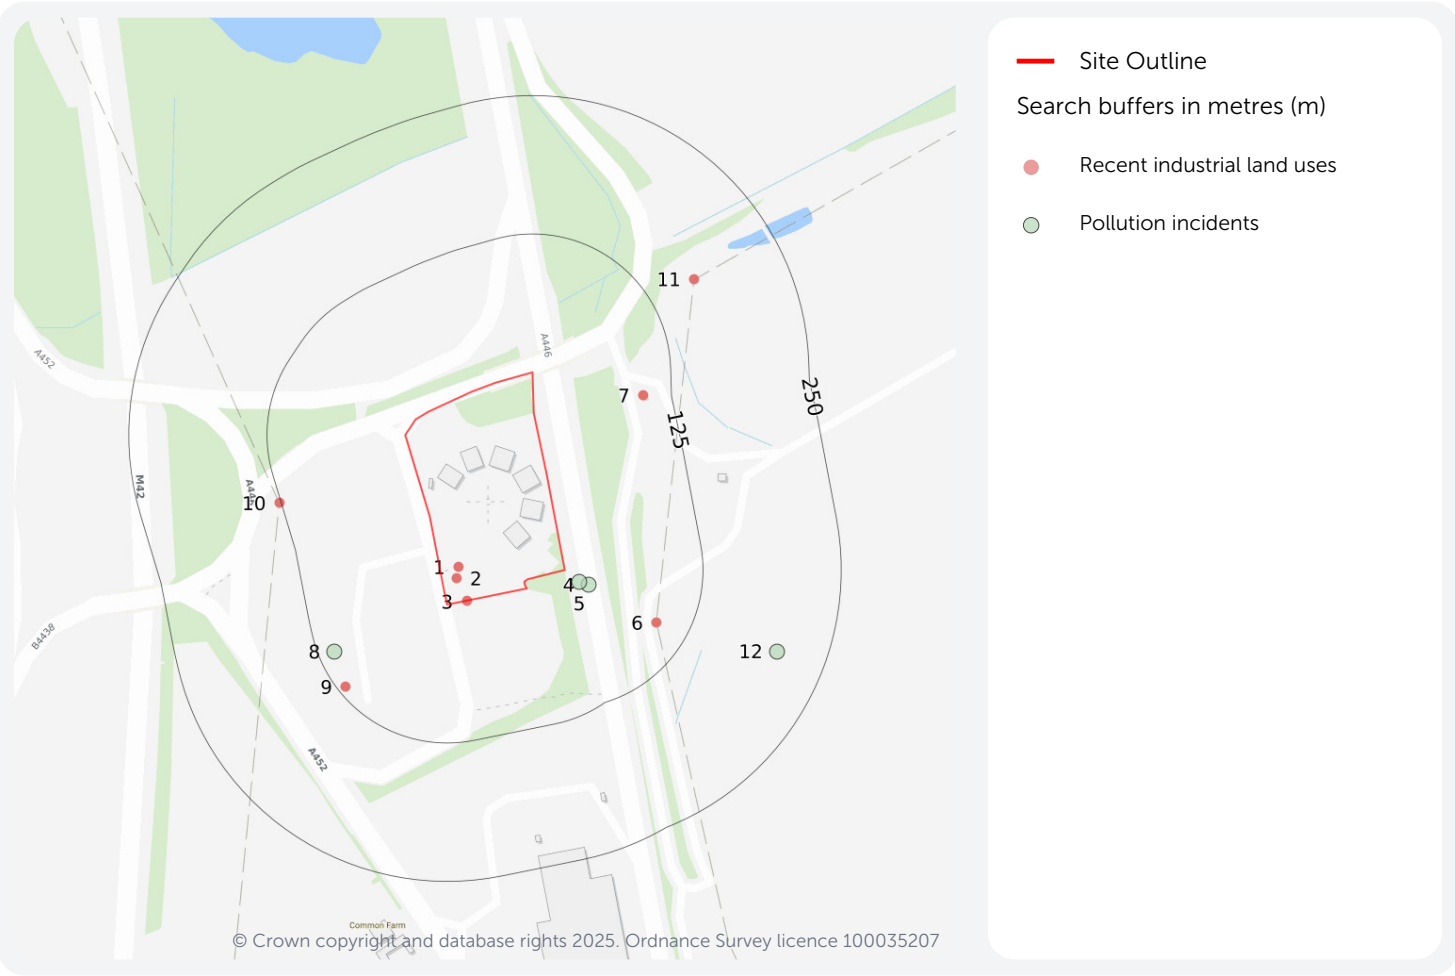 Site Outline
Search buffers in metres (m)
Recent industrial land uses
Pollution incidents
11
A446
A452
7
250
125
M42
10
1
2
4
5
3
6
B4438
8
12
9
A452
Common Farm
© Crown copyright and database rights 2025. Ordnance Survey licence 100035207